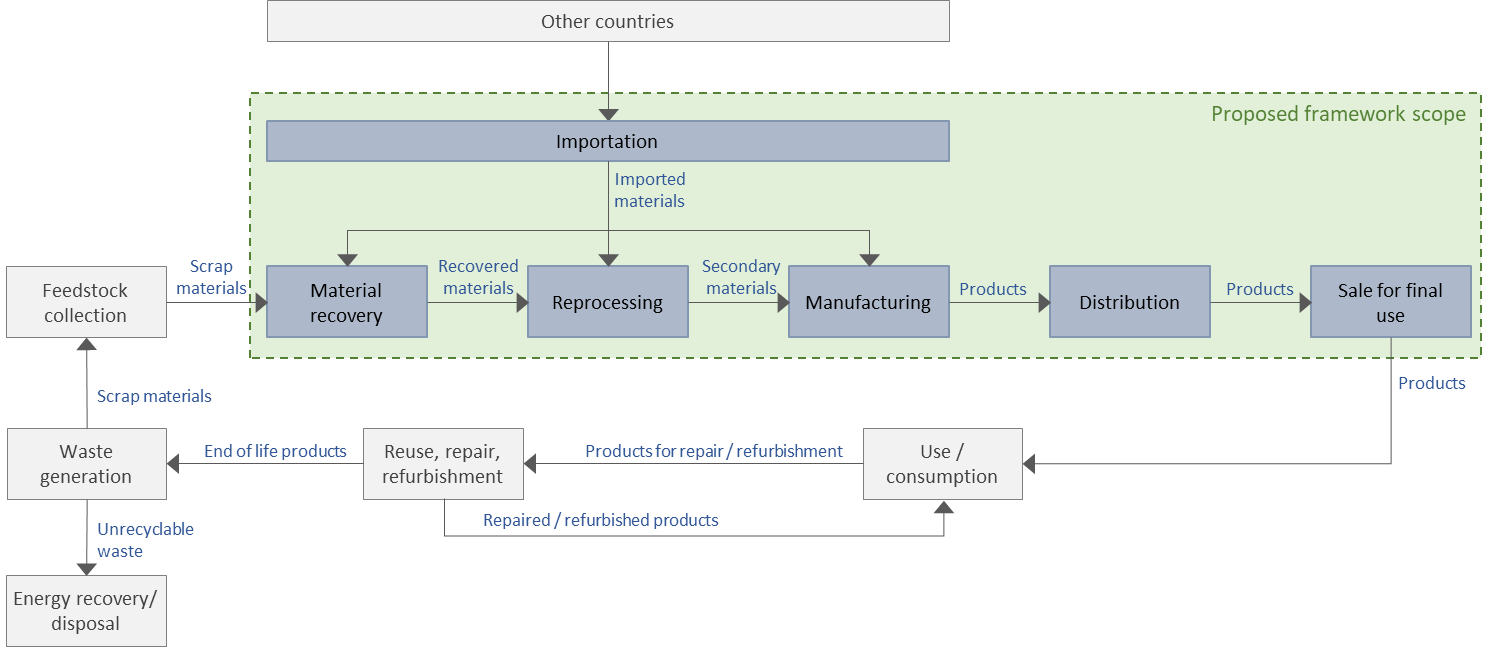 Other countries
Proposed framework scope
Importation
Imported
materials
Feedstock
collection
Scrap
materials
Material
recovery
Recovered
materials
Reprocessing
Secondary
materials
Manufacturing
Products
Distribution
Products
Sale for final
use
Products
Scrap materials
Waste
generation
End of life products
Reuse, repair,
refurbishment
Products for repair / refurbishment
Use /
consumption
Repaired / refurbished products
Unrecyclable
waste
Energy recovery/
disposal